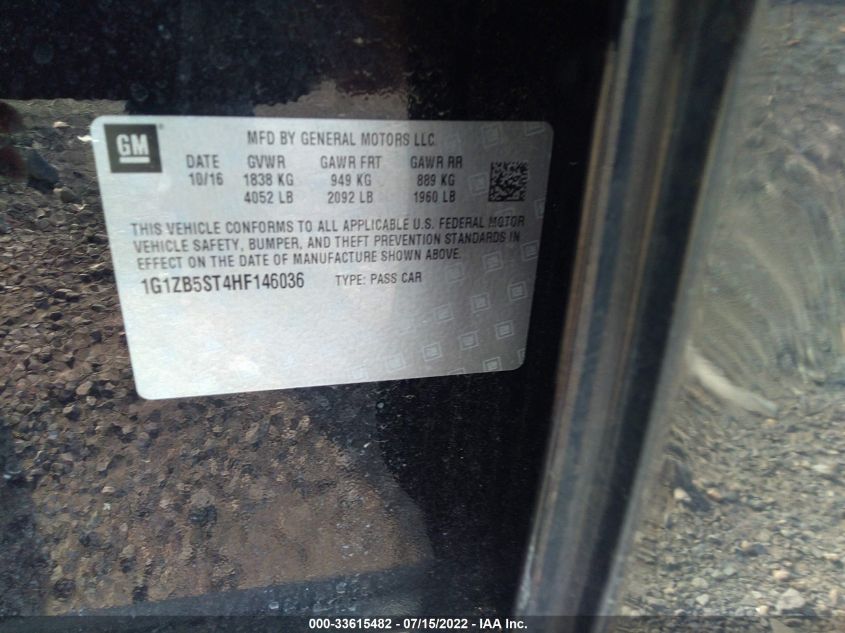 GM
MFD BY GENERAL MOTORS LLC
DATE GVWR GAWR FRT GAWR RR
10/16 1838 KG 949 KG 889 KG
4052 LB 2092 LB 1960 LB
THIS VEHICLE CONFORMS TO ALL APPLICABLE U.S. FEDERAL MOTOR
VEHICLE SAFETY, BUMPER, AND THEFT PREVENTION STANDARDS IN
EFFECT ON THE DATE OF MANUFACTURE SHOWN ABOVE.
1G1ZB5ST4HF146036 TYPE: PASS CAR
000-33615482 - 07/15/2022 - IAA Inc.